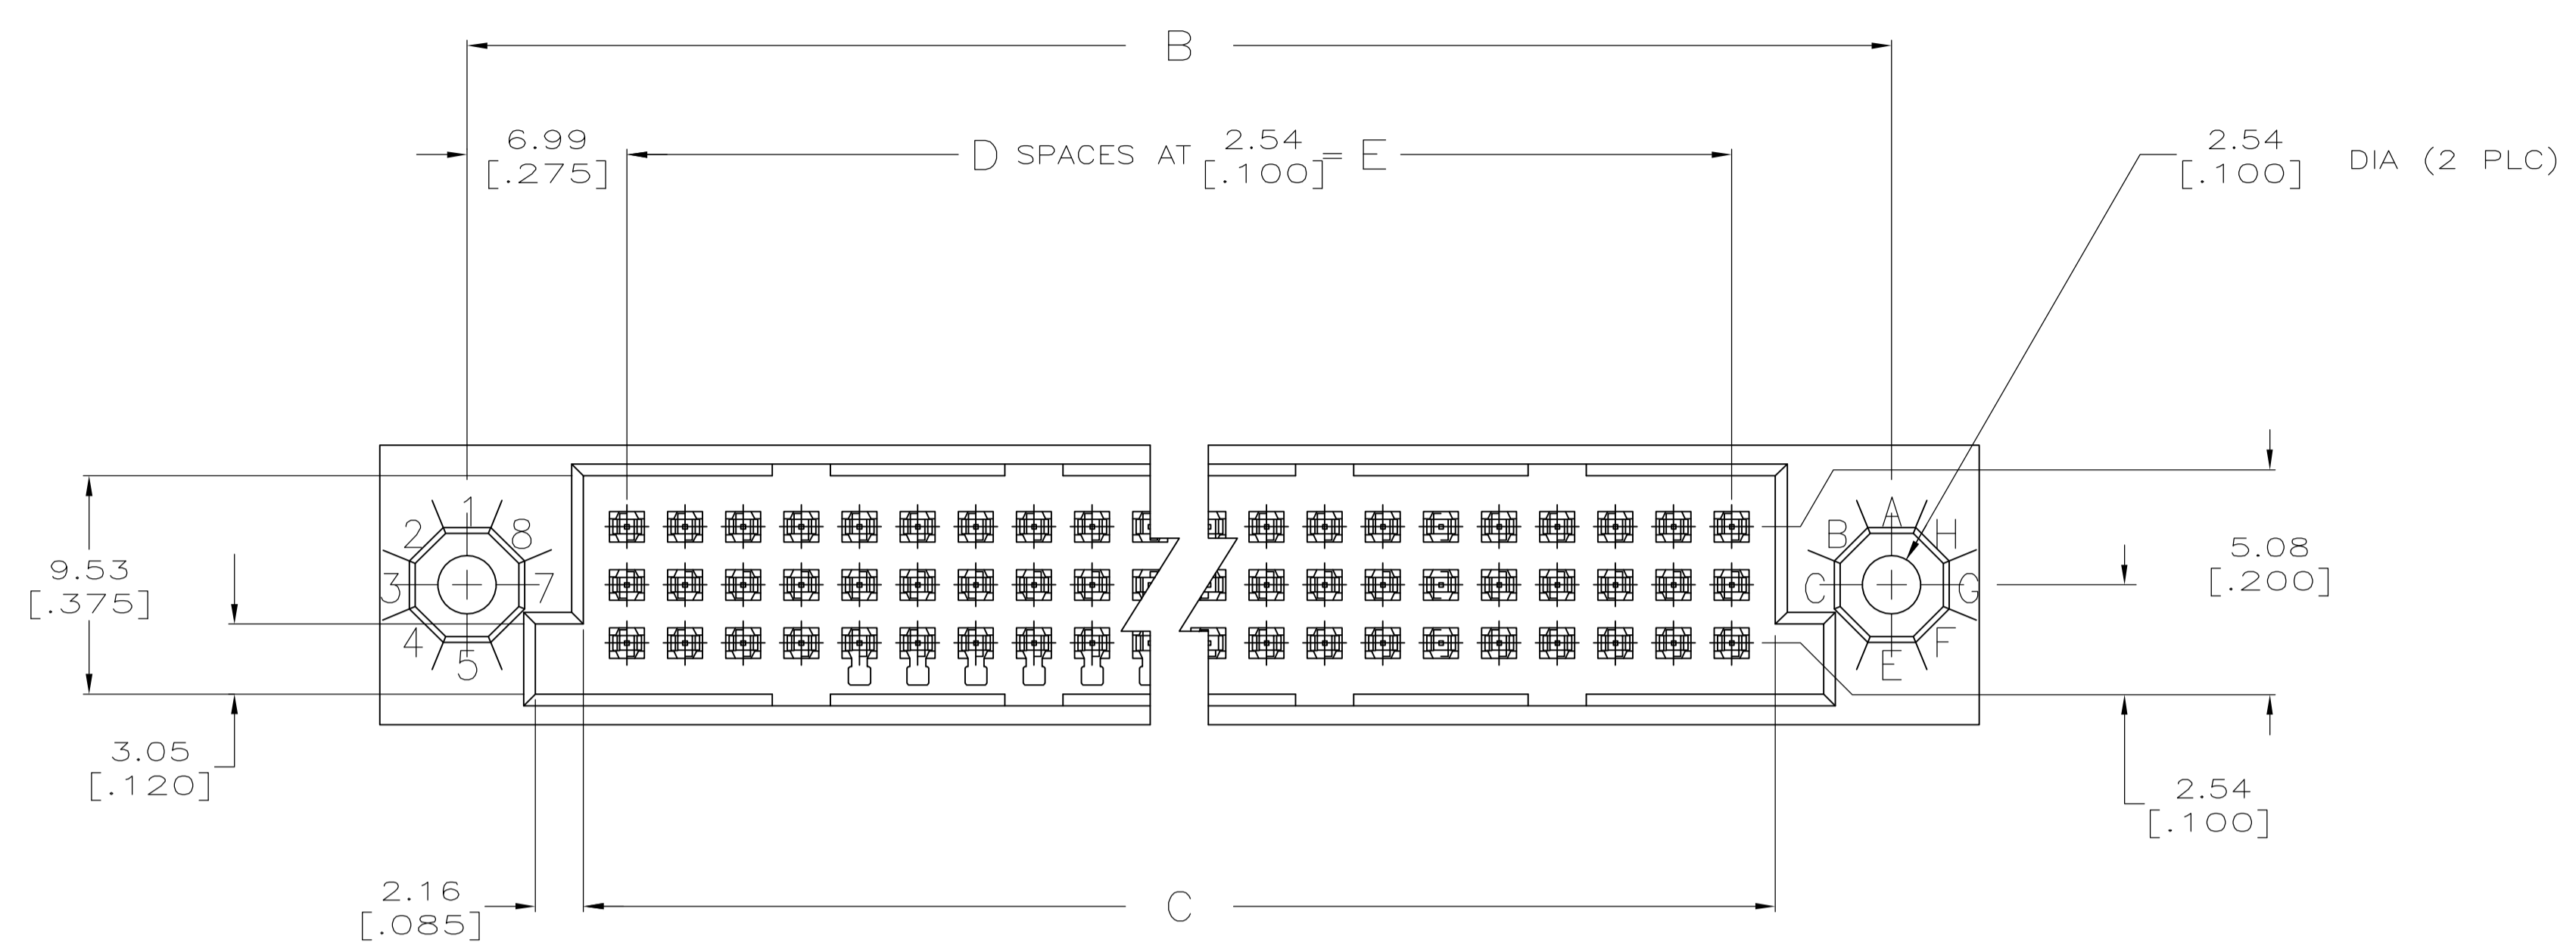 B
6.99
[.275]
D SPACES AT 2.54 [.100] = E
2.54
[.100]
DIA (2 PLC)
1
2
8
3
7
4
5
A
B
H
C
G
F
E
9.53
[.375]
5.08
[.200]
3.05
[.120]
2.54
[.100]
2.16
[.085]
C